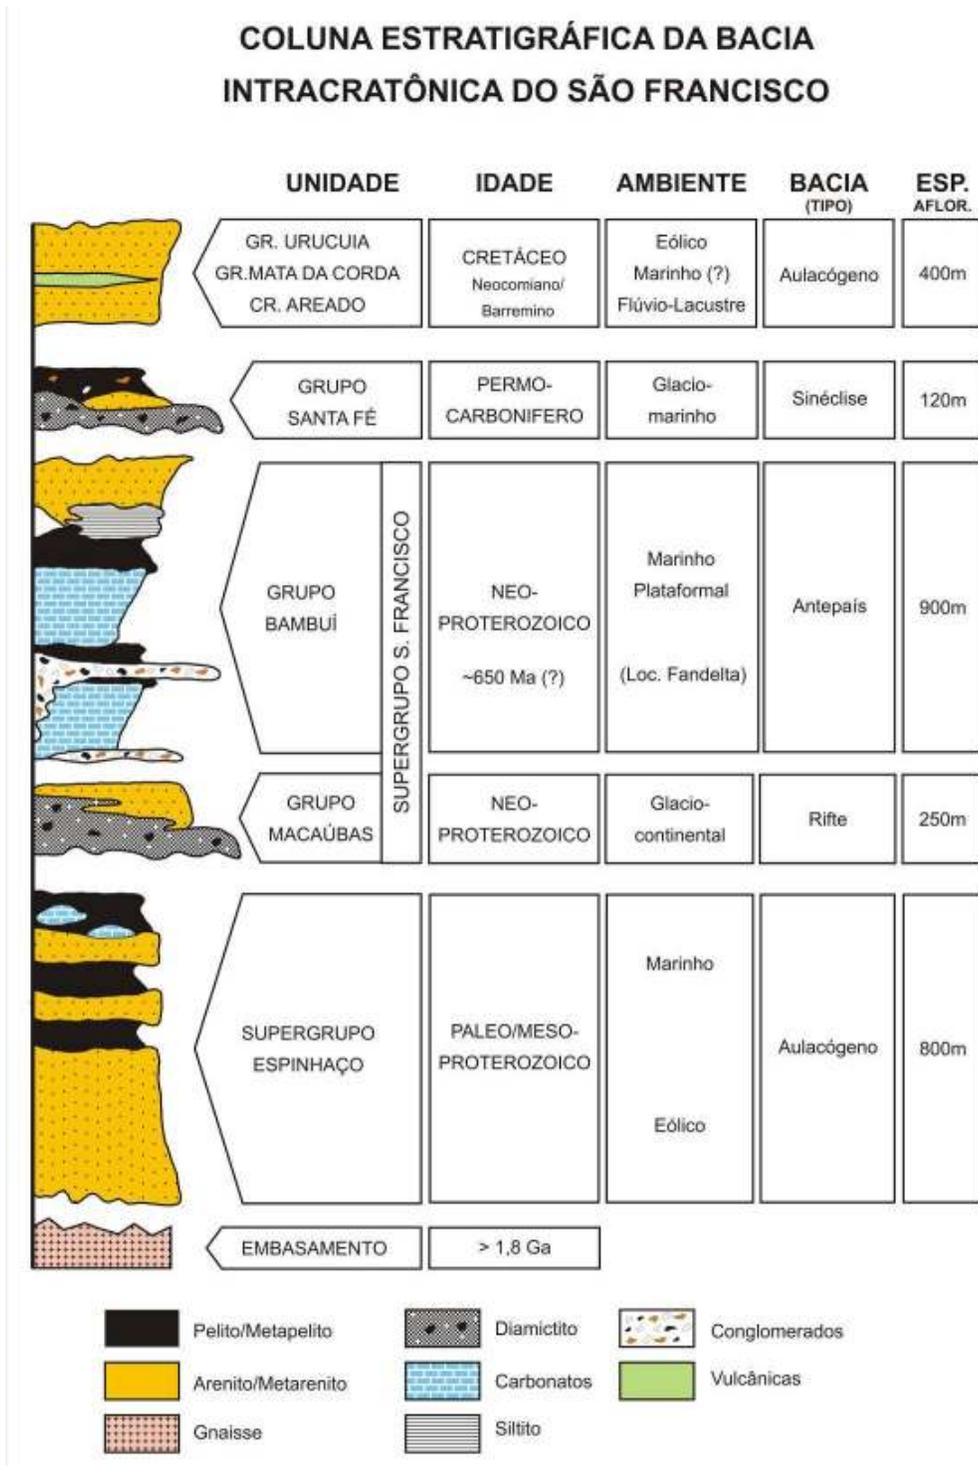 COLUNA ESTRATIGRÁFICA DA BACIA
INTRACRATÔNICA DO SÃO FRANCISCO
UNIDADE
IDADE
AMBIENTE
BACIA
(TIPO)
ESP.
AFLOR.
GR. URUCUIA
GR.MATA DA CORDA
CR. AREADO
CRETÁCEO
Neocomiano/
Barremino
Eólico
Marinho (?)
Flúvio-Lacustre
Aulacógeno
400m
GRUPO
SANTA FÉ
PERMO-
CARBONIFERO
Glacio-
marinho
Sinéclise
120m
GRUPO
BAMBUÍ
SUPERGRUPO S. FRANCISCO
NEO-
PROTEROZOICO
~650 Ma (?)
Marinho
Plataformal
(Loc. Fandelta)
Antepaís
900m
GRUPO
MACAÚBAS
NEO-
PROTEROZOICO
Glacio-
continental
Rifte
250m
SUPERGRUPO
ESPINHAÇO
PALEO/MESO-
PROTEROZOICO
Marinho
Eólico
Aulacógeno
800m
EMBASAMENTO
> 1,8 Ga
Pelito/Metapelito
Diamictito
Conglomerados
Arenito/Metarenito
Carbonatos
Vulcânicas
Gnaisse
Siltito